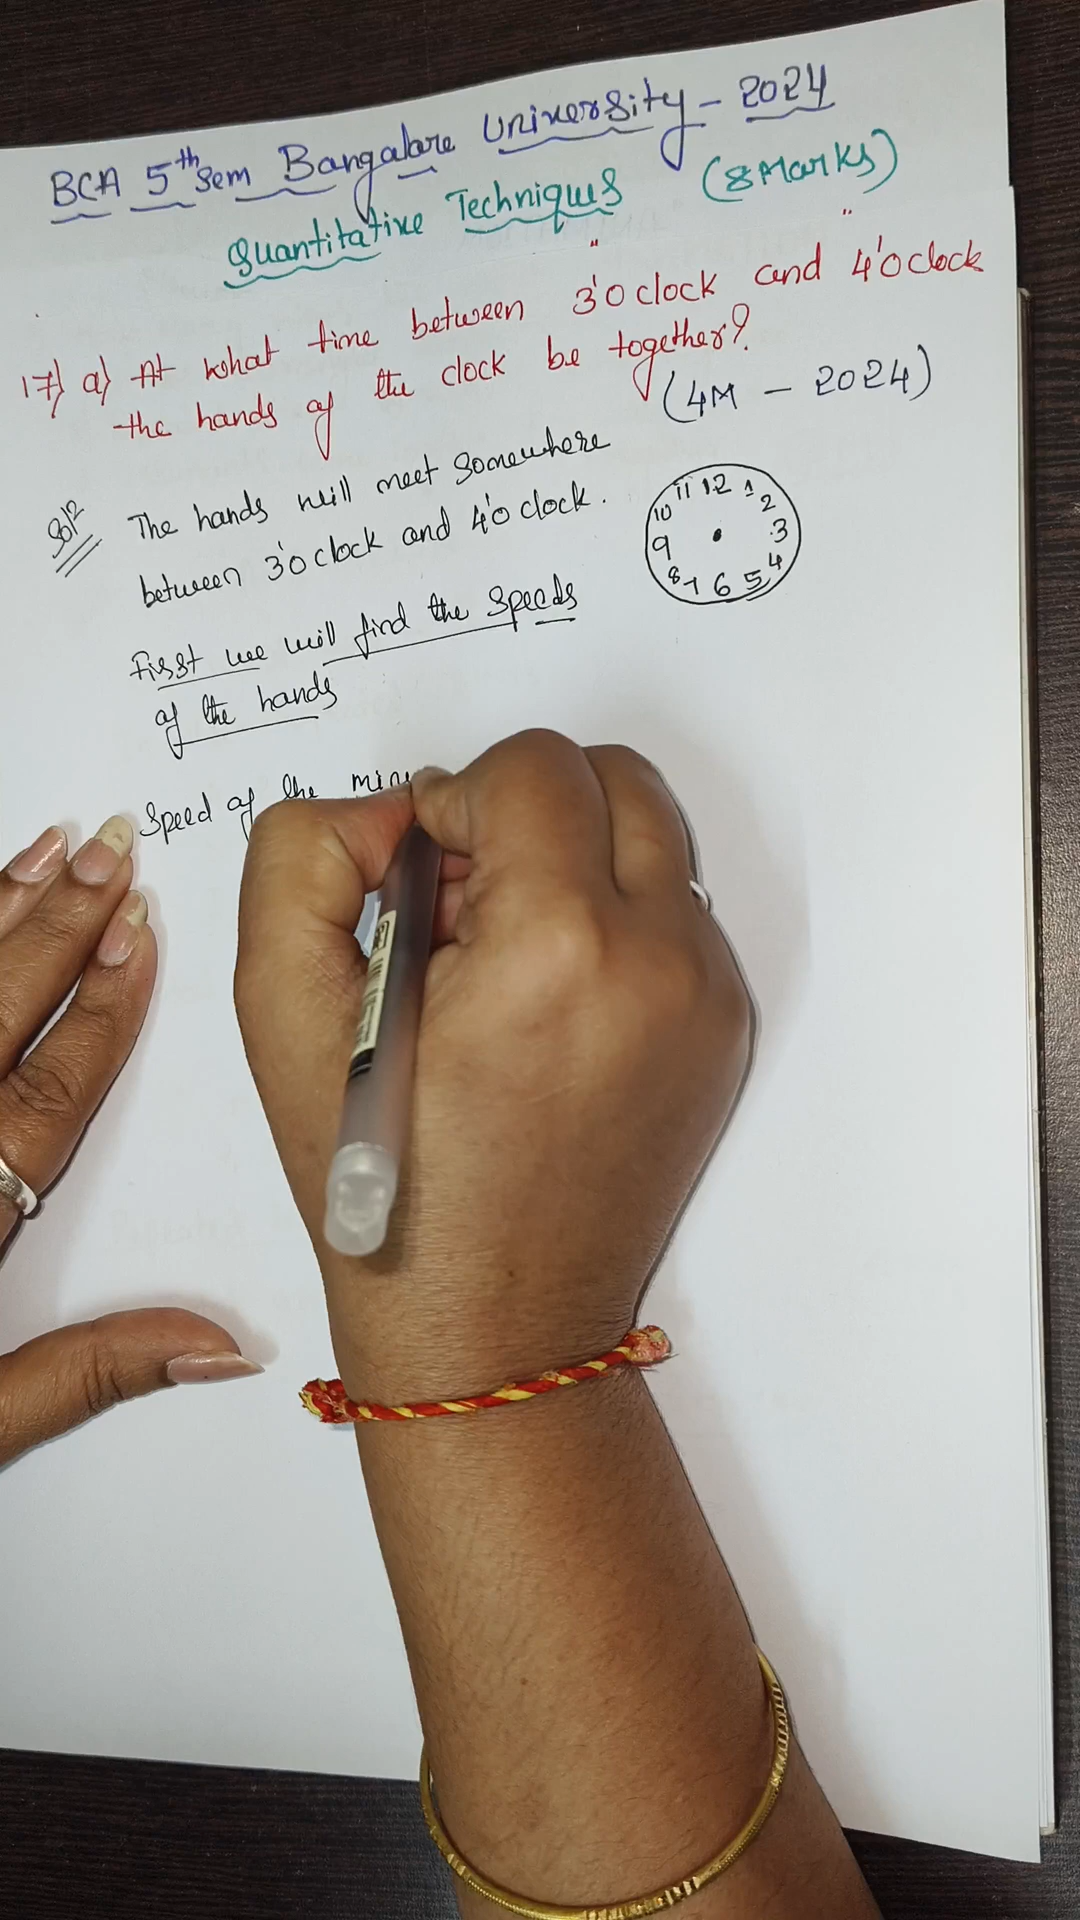 BCA 5th Sem Bangalore University - 2024
Quantitative Techniques (8 Marks)
17) a) At what time between 3'O clock and 4'O clock
the hands of the clock be together?
(4M - 2024)
Sol?
The hands will meet somewhere
between 3'O clock and 4'O clock.
11 12 1
10 2
9 3
8 7 6 5 4
First we will find the speeds
of the hands
Speed of the